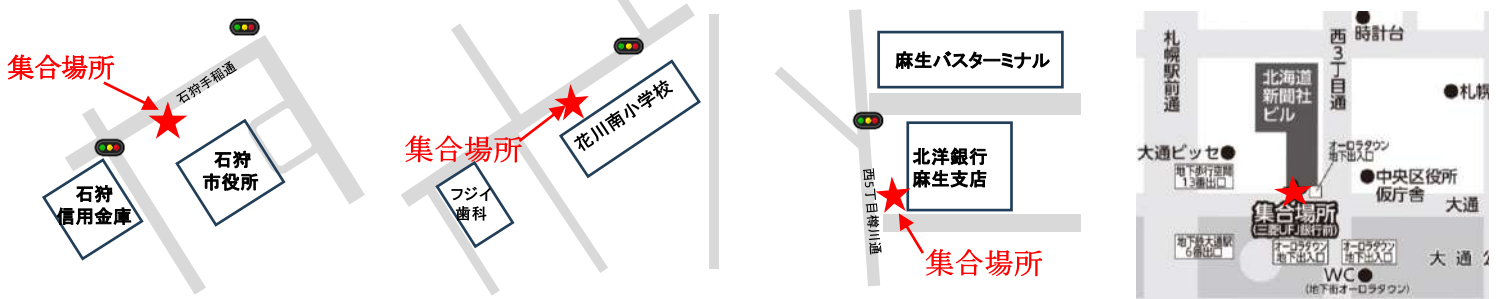 集合場所
石狩手稲通
石狩
市役所
石狩
信用金庫
集合場所
花川南小学校
フジイ
歯科
麻生バスターミナル
北洋銀行
麻生支店
西5丁目樽川通
集合場所
札幌駅前通
西3丁目通
時計台
北海道
新聞社
ビル
札幌
オーロラタウン
地下出入口
大通ビッセ
地下歩行空間
13番出口
中央区役所
仮庁舎
大通
集合場所
(三菱UFJ銀行前)
地下鉄大通駅
6番出口
オーロラタウン
地下出入口
オーロラタウン
地下出入口
大通公
WC
(地下街オーロラタウン)